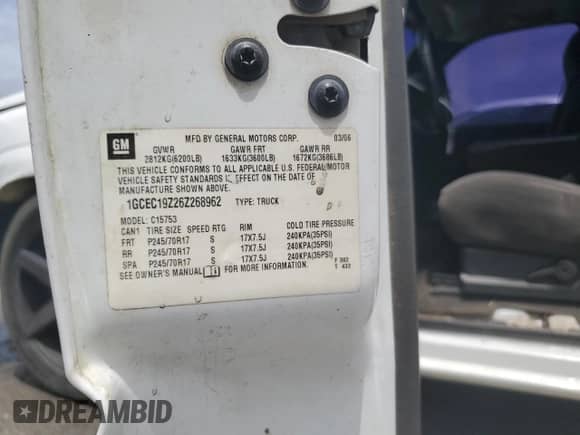 GM
MFD BY GENERAL MOTORS CORP. 03/06
GVWR GAWR FRT GAWR RR
2812KG(6200LB) 1633KG(3600LB) 1672KG(3686LB)
THIS VEHICLE CONFORMS TO ALL APPLICABLE U.S. FEDERAL MOTOR
VEHICLE SAFETY STANDARDS IN EFFECT ON THE DATE OF
MANUFACTURE SHOWN ABOVE.
1GCEC19Z26Z268962 TYPE: TRUCK
MODEL: C15753
CAN1 TIRE SIZE SPEED RTG RIM COLD TIRE PRESSURE
FRT P245/70R17 S 17X7.5J 240KPA(35PSI)
RR P245/70R17 S 17X7.5J 240KPA(35PSI)
SPA P245/70R17 S 17X7.5J 240KPA(35PSI)
SEE OWNER'S MANUAL FOR MORE INFORMATION.
DREAMBID